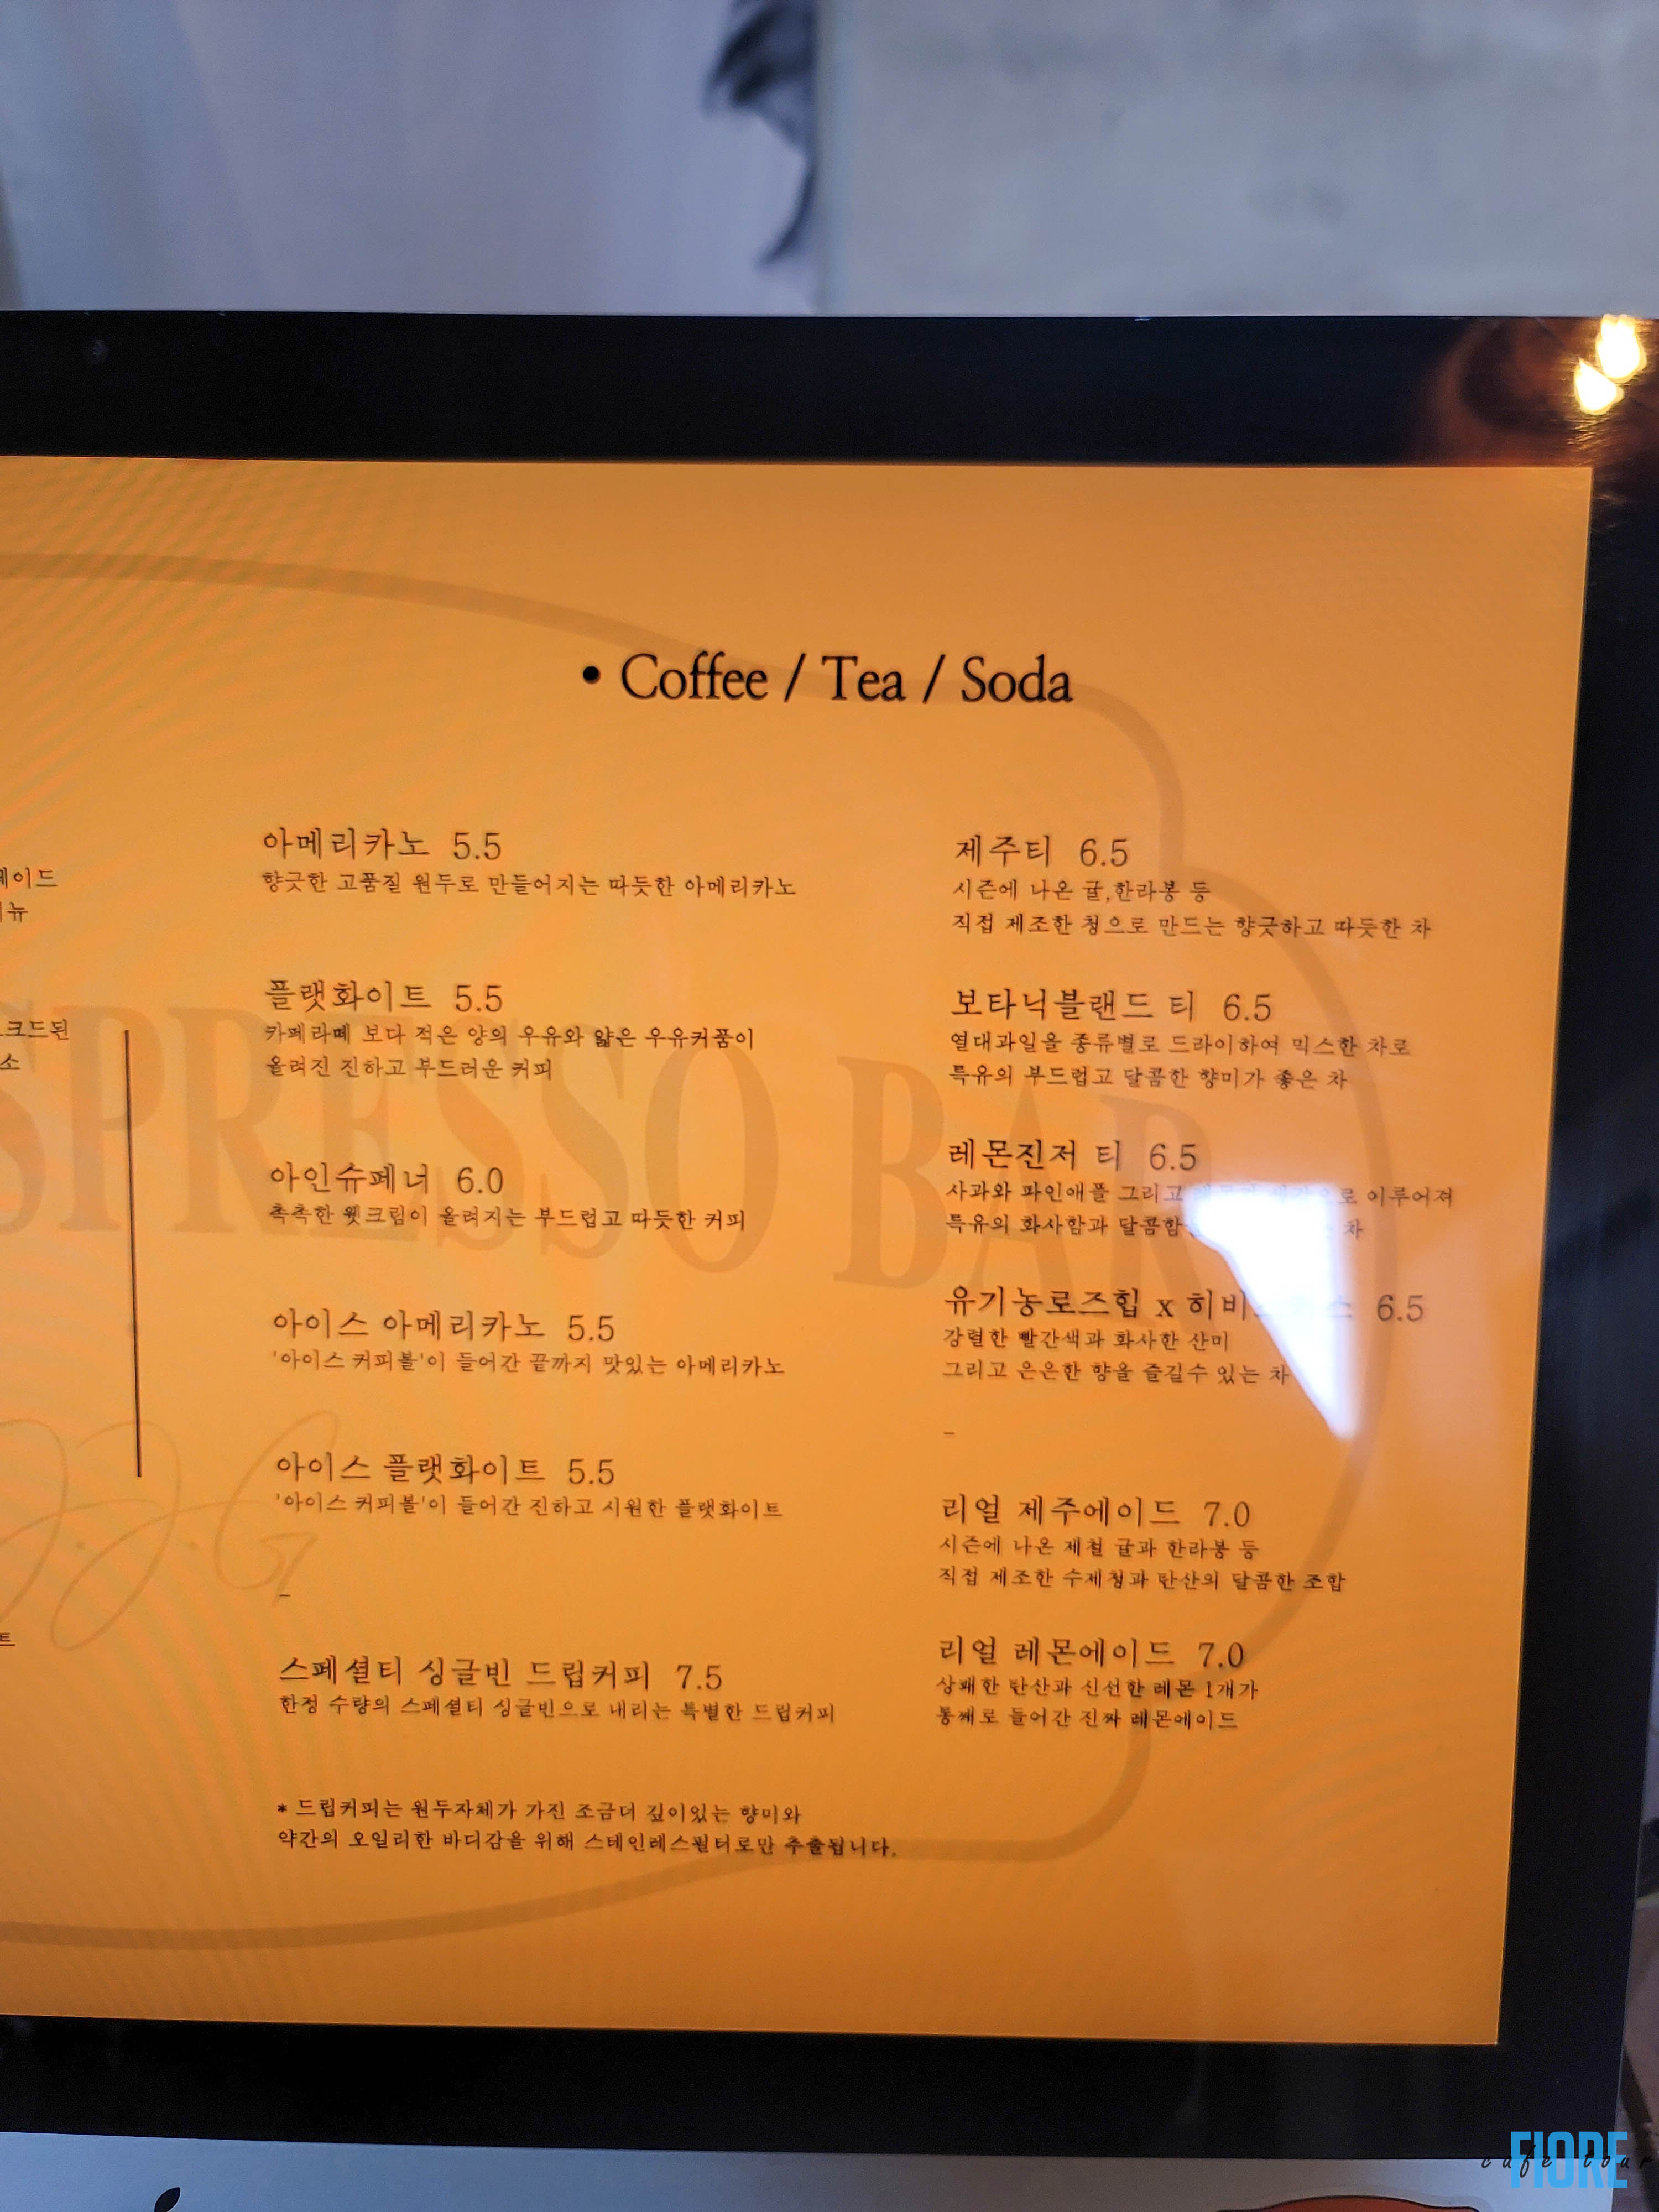 • Coffee / Tea / Soda
아메리카노 5.5
향긋한 고품질 원두로 만들어지는 따듯한 아메리카노
플랫화이트 5.5
카페라떼 보다 적은 양의 우유와 얇은 우유거품이
올려진 진하고 부드러운 커피
아인슈페너 6.0
촉촉한 웻크림이 올려지는 부드럽고 따듯한 커피
아이스 아메리카노 5.5
'아이스 커피볼'이 들어간 끝까지 맛있는 아메리카노
아이스 플랫화이트 5.5
'아이스 커피볼'이 들어간 진하고 시원한 플랫화이트
-
스페셜티 싱글빈 드립커피 7.5
한정 수량의 스페셜티 싱글빈으로 내리는 특별한 드립커피
* 드립커피는 원두자체가 가진 조금더 깊이있는 향미와
약간의 오일리한 바디감을 위해 스테인레스필터로만 추출됩니다.
제주티 6.5
시즌에 나온 귤,한라봉 등
직접 제조한 청으로 만드는 향긋하고 따듯한 차
보타닉블랜드 티 6.5
열대과일을 종류별로 드라이하여 믹스한 차로
특유의 부드럽고 달콤한 향미가 좋은 차
레몬진저 티 6.5
사과와 파인애플 그리고 이루어져
특유의 화사함과 달콤함 차
유기농로즈힙 x 6.5
강렬한 빨간색과 화사한 산미
그리고 은은한 향을 즐길수 있는 차
-
리얼 제주에이드 7.0
시즌에 나온 제철 귤과 한라봉 등
직접 제조한 수제청과 탄산의 달콤한 조합
리얼 레몬에이드 7.0
상쾌한 탄산과 신선한 레몬 1개가
통째로 들어간 진짜 레몬에이드
SPRESSO BAR
J.J.G
FIORE
cafe tour